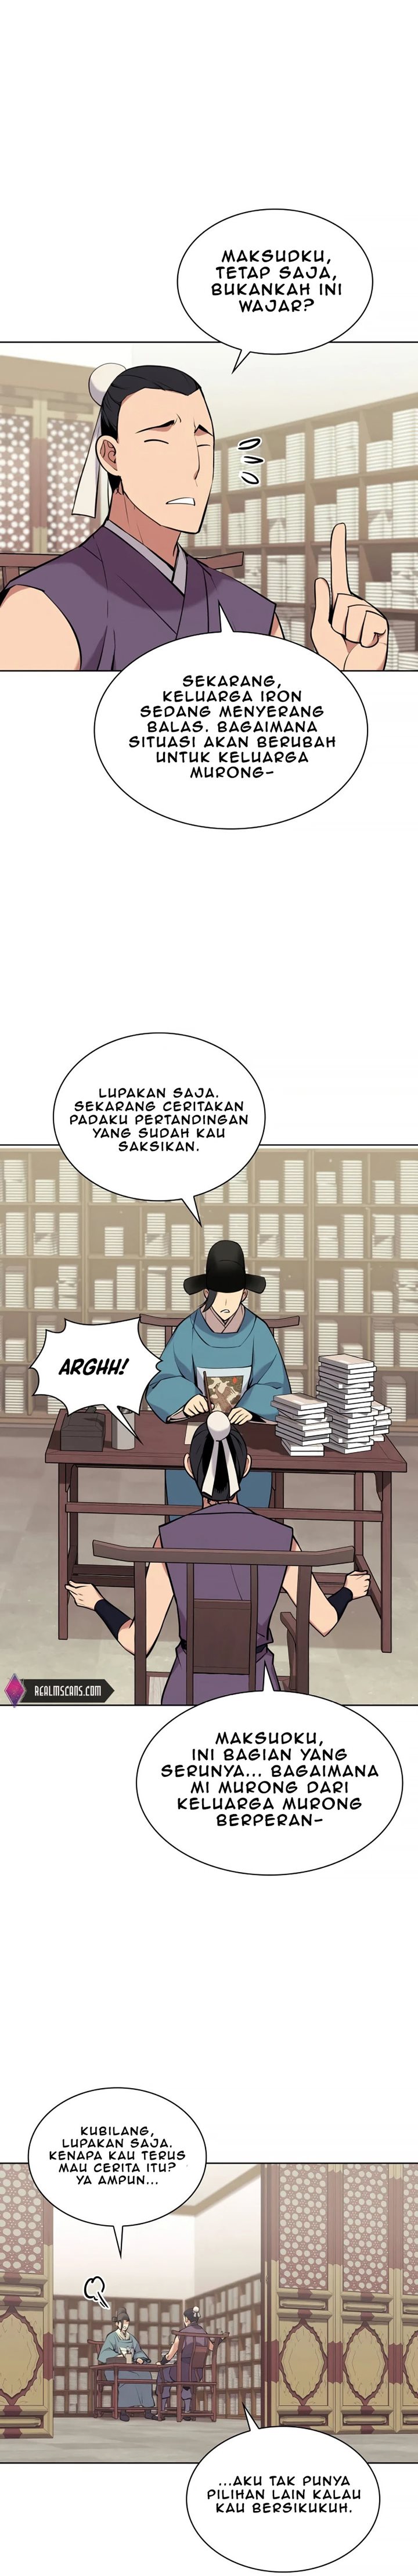 MAKSUDKU,
TETAP SAJA,
BUKANKAH INI
WAJAR?
SEKARANG,
KELUARGA IRON
SEDANG MENYERANG
BALAS. BAGAIMANA
SITUASI AKAN BERUBAH
UNTUK KELUARGA
MURONG-
LUPAKAN SAJA.
SEKARANG CERITAKAN
PADAKU PERTANDINGAN
YANG SUDAH KAU
SAKSIKAN.
ARGHH!
REALMSCANS.COM
MAKSUDKU,
INI BAGIAN YANG
SERUNYA... BAGAIMANA
MI MURONG DARI
KELUARGA MURONG
BERPERAN-
KUBILANG,
LUPAKAN SAJA.
KENAPA KAU TERUS
MAU CERITA ITU?
YA AMPUN...
...AKU TAK PUNYA
PILIHAN LAIN KALAU
KAU BERSIKUKUH.